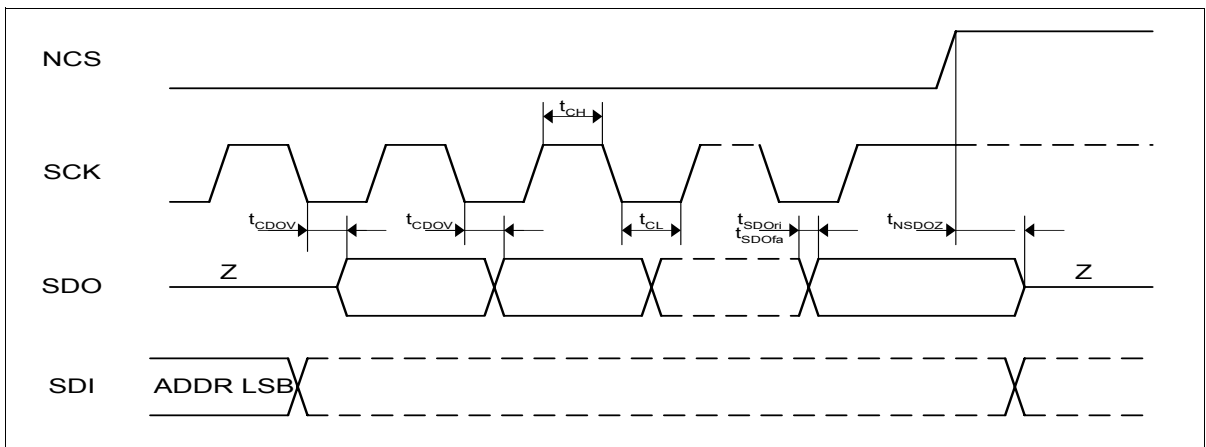 NCS
tCH
SCK
tCDOV
tCDOV
tCL
tSDOri
tSDOfa
tNSDOZ
SDO
Z
Z
SDI
ADDR LSB